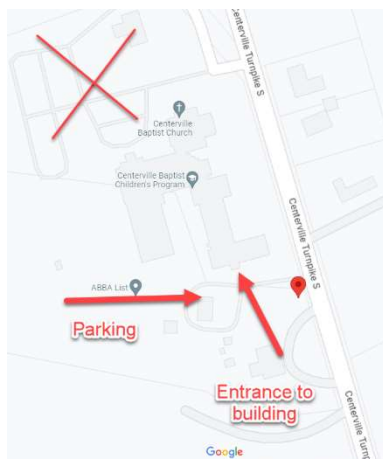 Centerville Turnpike S
Centerville
Baptist Church
Centerville Baptist
Children's Program
Centerville Turnpike S
ABBA List
Parking
Entrance to
building
Centerville Turnp
Google